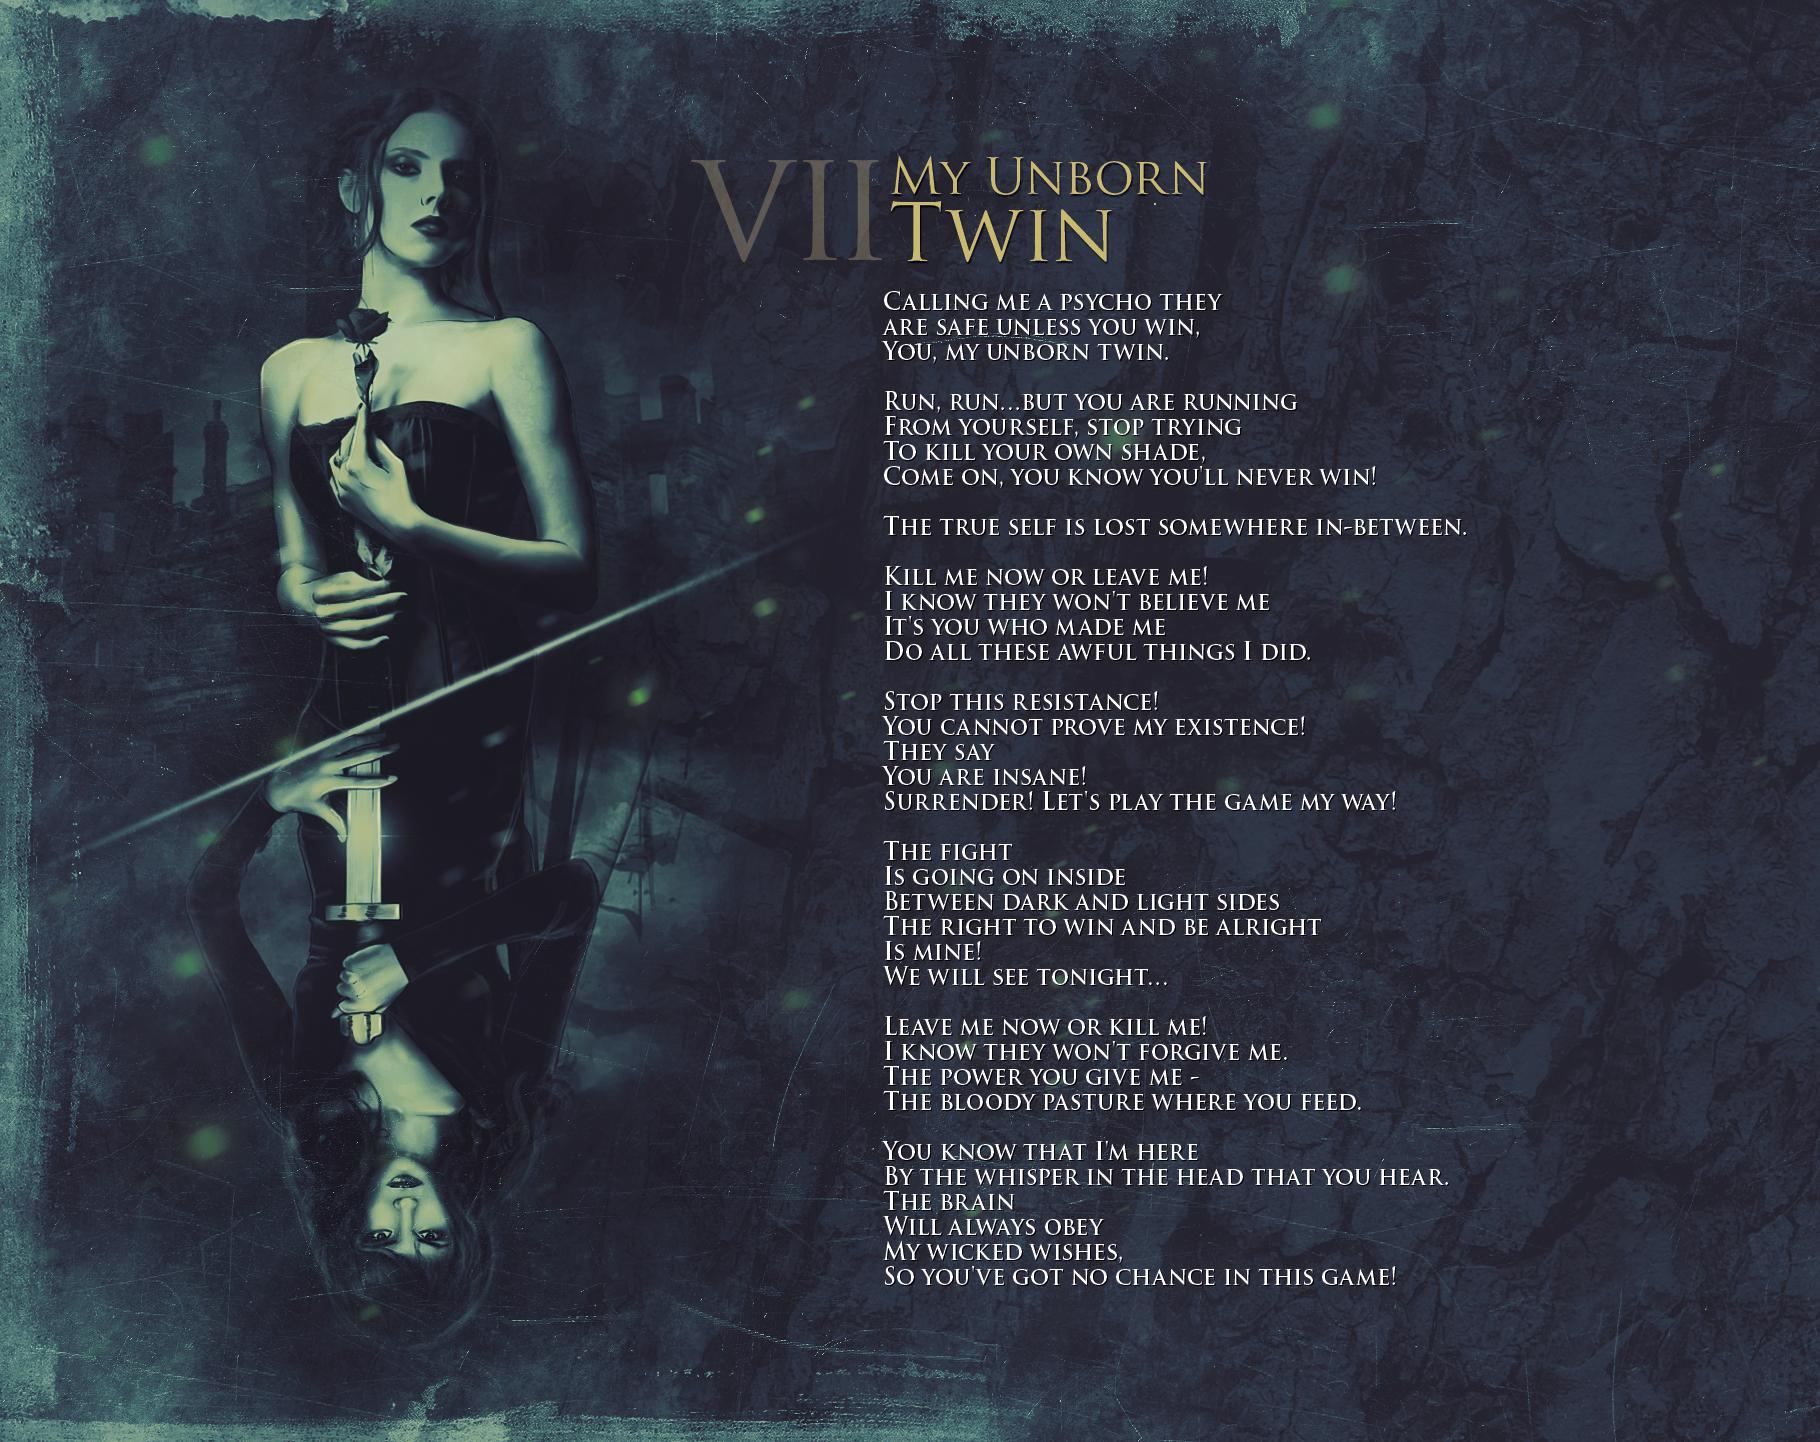 VII
My Unborn
Twin
Calling me a psycho they
are safe unless you win,
You, my unborn twin.
Run, run...but you are running
From yourself, stop trying
To kill your own shade,
Come on, you know you'll never win!
The true self is lost somewhere in-between.
Kill me now or leave me!
I know they won't believe me
It's you who made me
Do all these awful things I did.
Stop this resistance!
You cannot prove my existence!
They say
You are insane!
Surrender! Let's play the game my way!
The fight
Is going on inside
Between dark and light sides
The right to win and be alright
Is mine!
We will see tonight...
Leave me now or kill me!
I know they won't forgive me.
The power you give me -
The bloody pasture where you feed.
You know that I'm here
By the whisper in the head that you hear.
The brain
Will always obey
My wicked wishes,
So you've got no chance in this game!